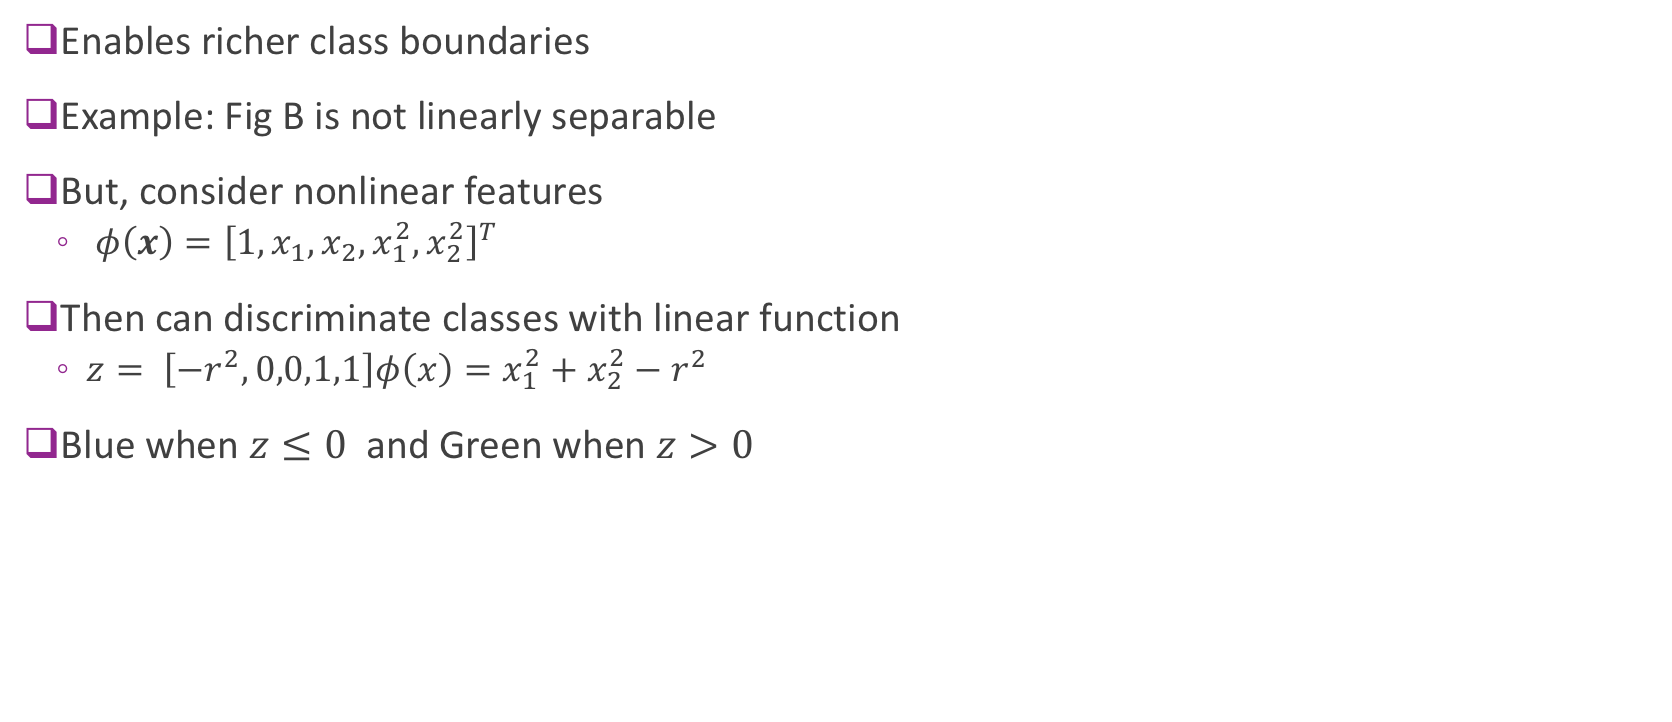 ❑Enables richer class boundaries
❑Example: Fig B is not linearly separable
❑But, consider nonlinear features
◦ 𝜙(𝒙) = [1, 𝑥₁, 𝑥₂, 𝑥₁², 𝑥₂²]ᵀ
❑Then can discriminate classes with linear function
◦ 𝑧 = [−𝑟², 0,0,1,1]𝜙(𝑥) = 𝑥₁² + 𝑥₂² − 𝑟²
❑Blue when 𝑧 ≤ 0 and Green when 𝑧 > 0